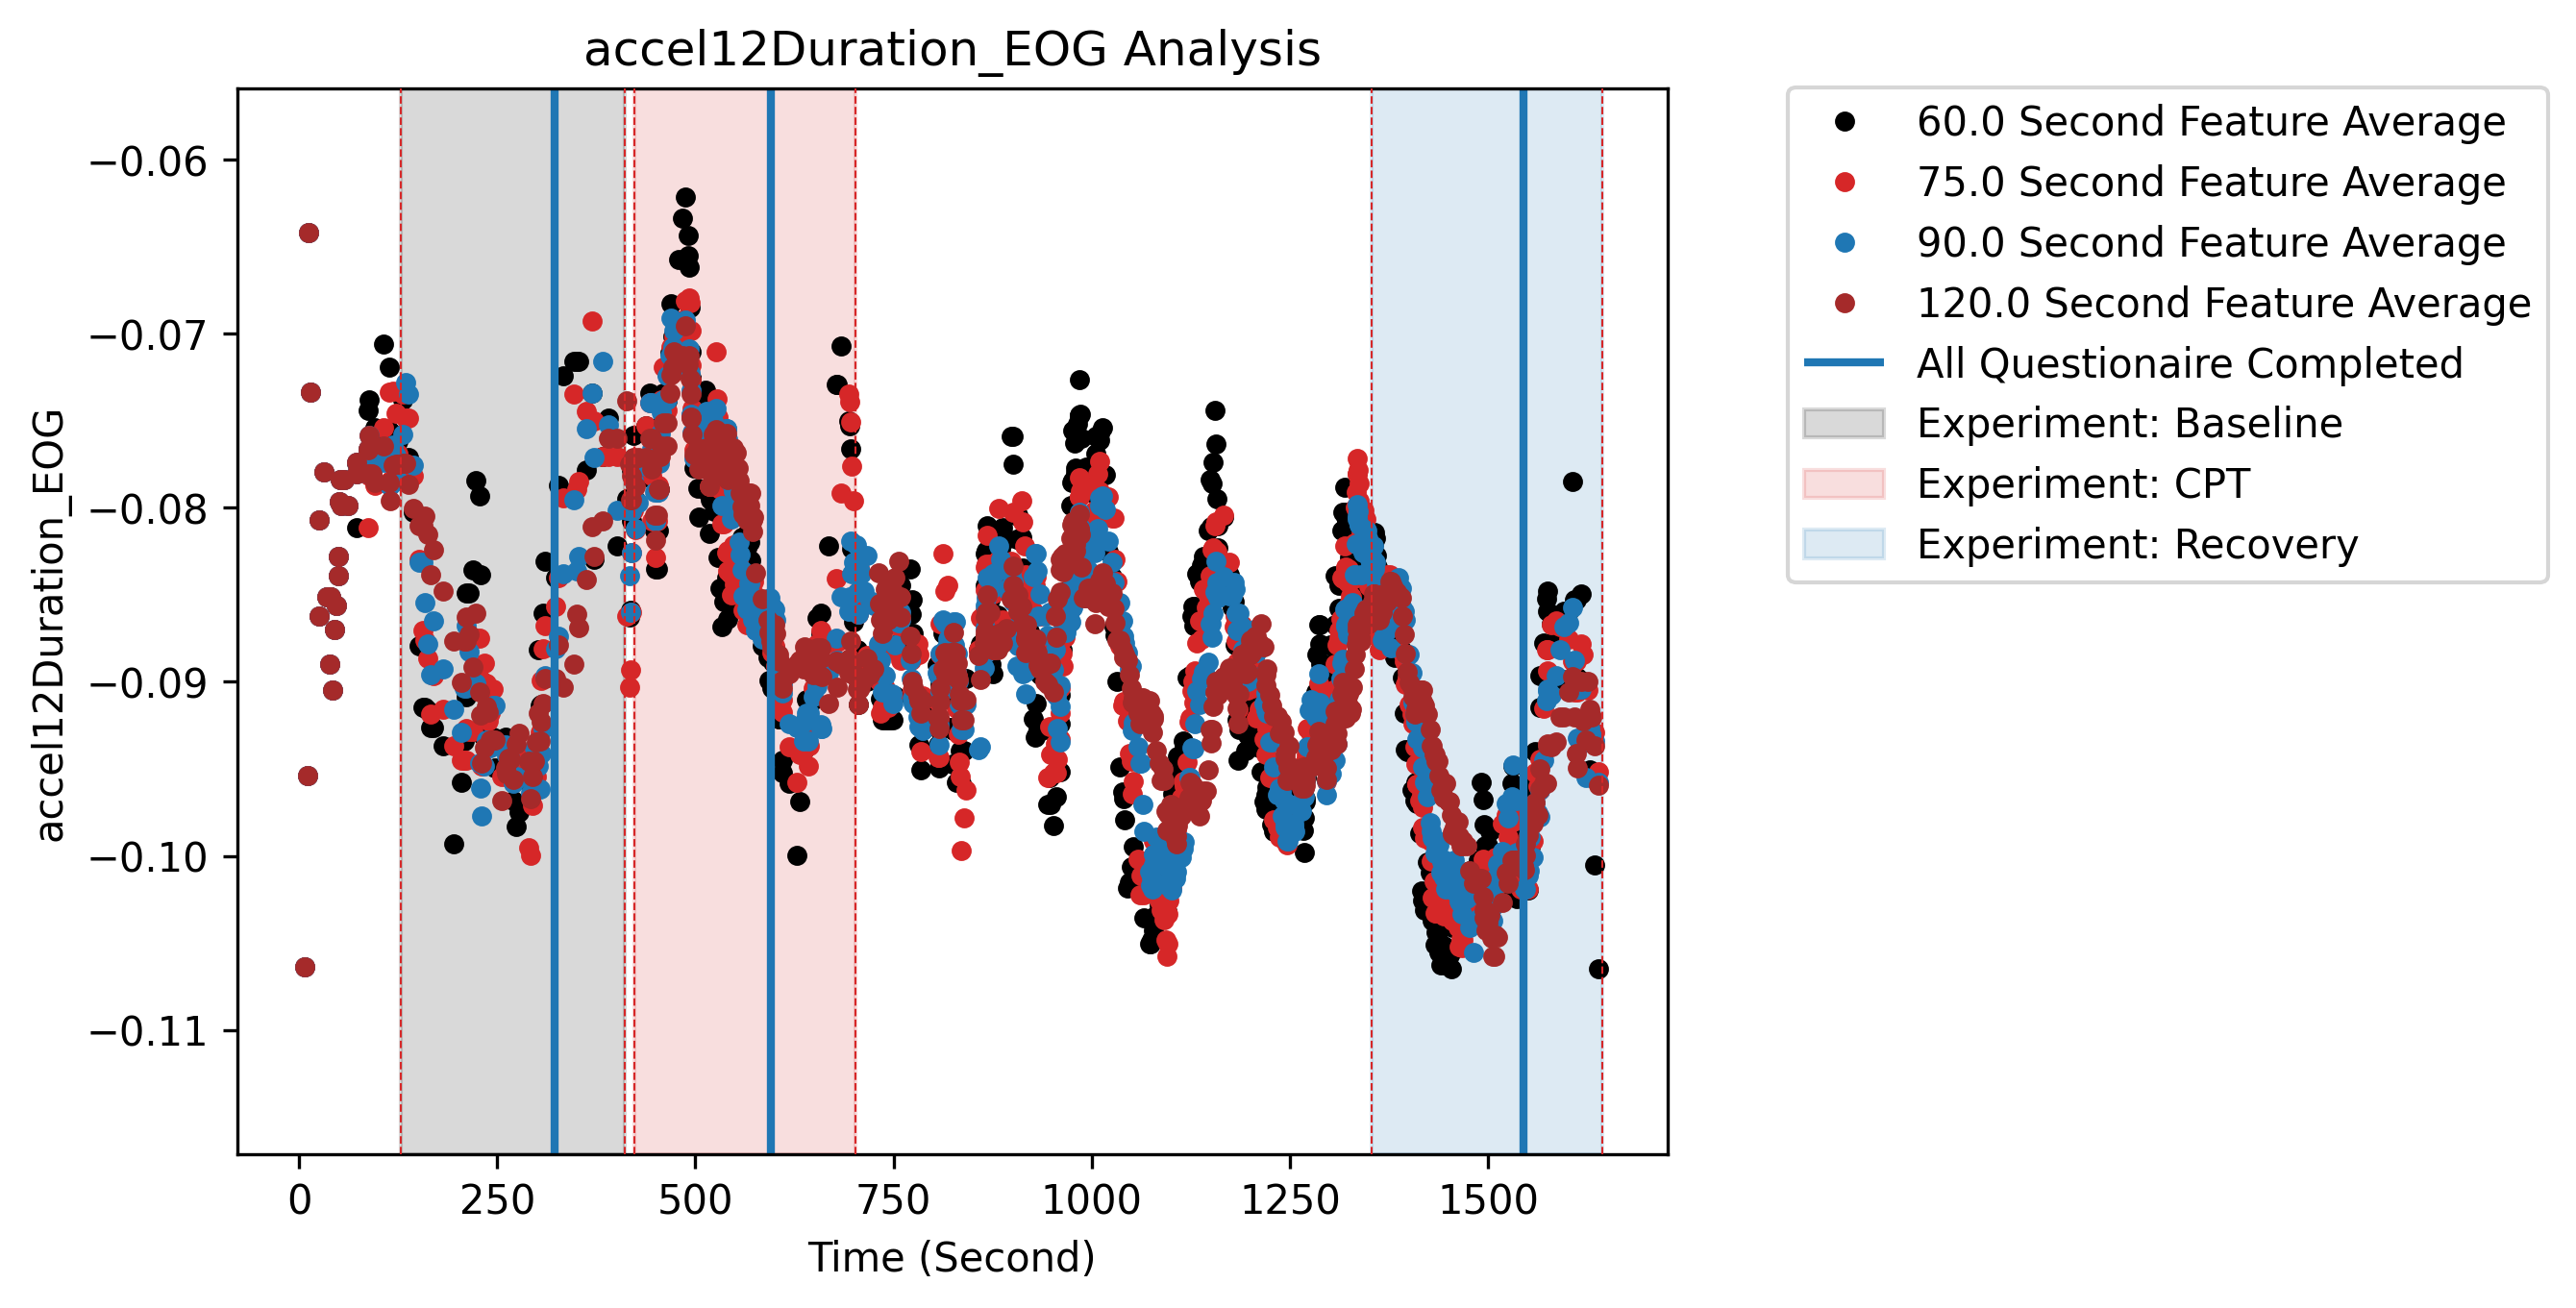 accel12Duration_EOG Analysis
accel12Duration_EOG
−0.06
−0.07
−0.08
−0.09
−0.10
−0.11
0 250 500 750 1000 1250 1500
Time (Second)
60.0 Second Feature Average
75.0 Second Feature Average
90.0 Second Feature Average
120.0 Second Feature Average
All Questionaire Completed
Experiment: Baseline
Experiment: CPT
Experiment: Recovery